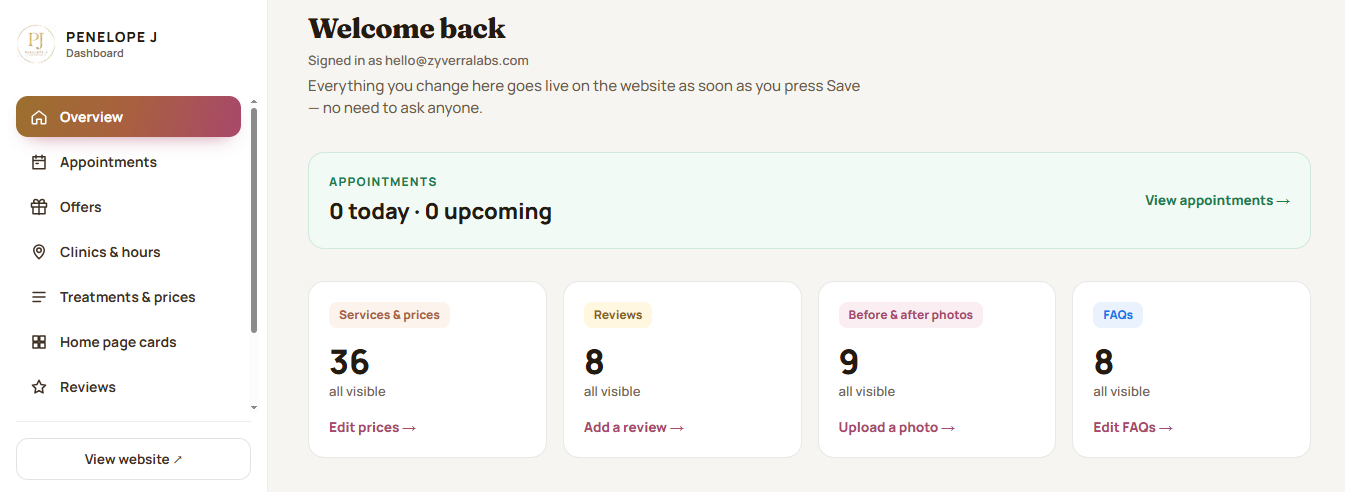 PENELOPE J
Dashboard
Overview
Appointments
Offers
Clinics & hours
Treatments & prices
Home page cards
Reviews
View website ↗
Welcome back
Signed in as hello@zyverralabs.com
Everything you change here goes live on the website as soon as you press Save
— no need to ask anyone.
APPOINTMENTS
0 today · 0 upcoming
View appointments →
Services & prices
36
all visible
Edit prices →
Reviews
8
all visible
Add a review →
Before & after photos
9
all visible
Upload a photo →
FAQs
8
all visible
Edit FAQs →